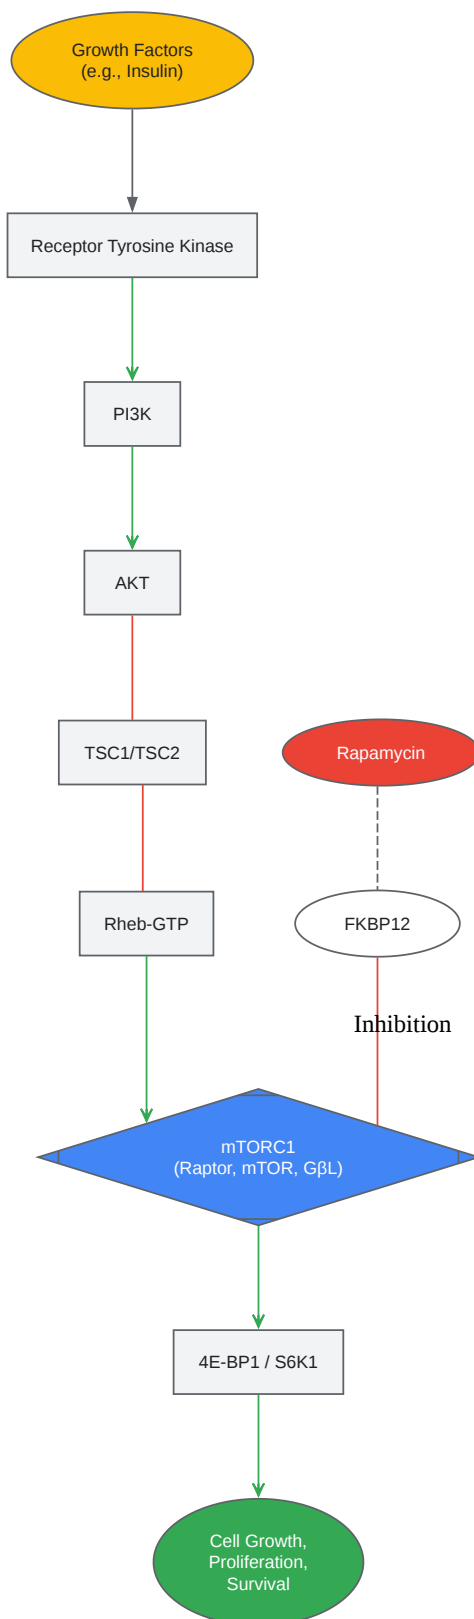 Growth Factors
(e.g., Insulin)
Receptor Tyrosine Kinase
PI3K
AKT
TSC1/TSC2
Rapamycin
Rheb-GTP
FKBP12
Inhibition
mTORC1
(Raptor, mTOR, GβL)
4E-BP1 / S6K1
Cell Growth,
Proliferation,
Survival